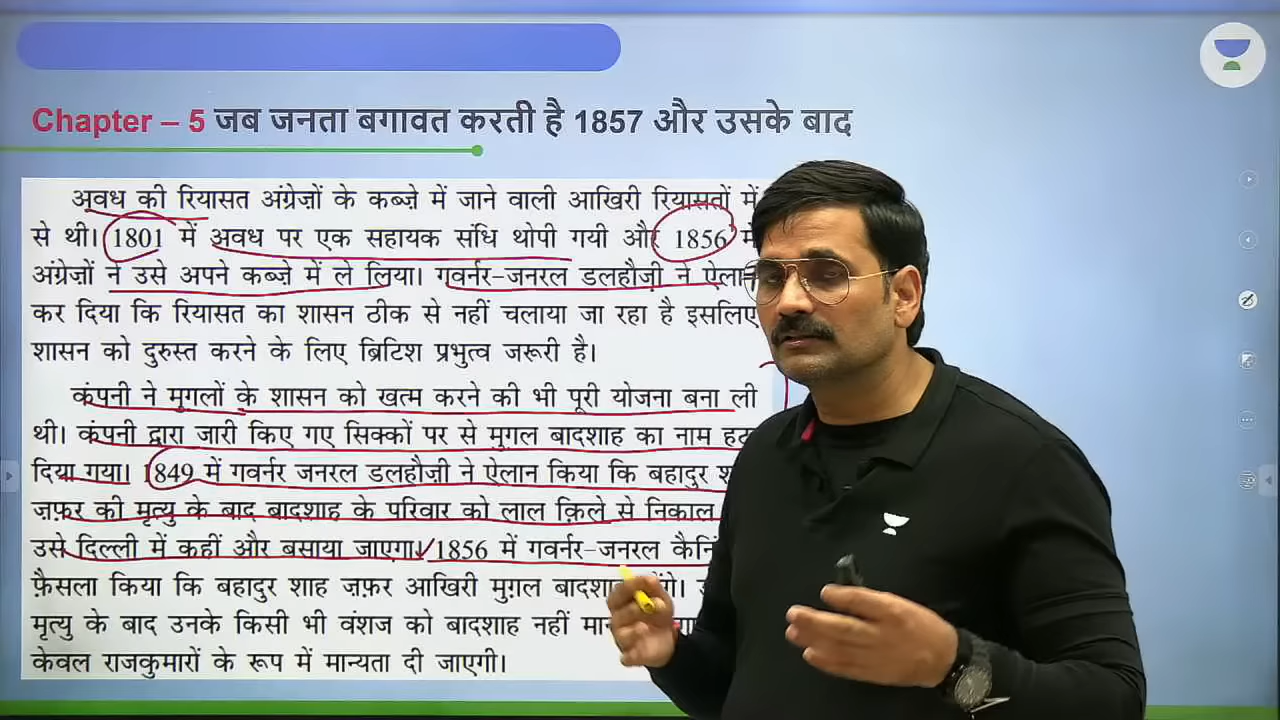 Chapter – 5 जब जनता बगावत करती है 1857 और उसके बाद
अवध की रियासत अंग्रेज़ों के कब्ज़े में जाने वाली आखिरी रियासतों में
से थी। 1801 में अवध पर एक सहायक संधि थोपी गयी और 1856 में
अंग्रेज़ों ने उसे अपने कब्ज़े में ले लिया। गवर्नर-जनरल डलहौज़ी ने ऐलान
कर दिया कि रियासत का शासन ठीक से नहीं चलाया जा रहा है इसलिए
शासन को दुरुस्त करने के लिए ब्रिटिश प्रभुत्व जरूरी है।
कंपनी ने मुग़लों के शासन को खत्म करने की भी पूरी योजना बना ली
थी। कंपनी द्वारा जारी किए गए सिक्कों पर से मुग़ल बादशाह का नाम
दिया गया। 1849 में गवर्नर जनरल डलहौज़ी ने ऐलान किया कि बहादुर
ज़फ़र की मृत्यु के बाद बादशाह के परिवार को लाल क़िले से निकाल
उसे दिल्ली में कहीं और बसाया जाएगा। 1856 में गवर्नर-जनरल
फ़ैसला किया कि बहादुर शाह ज़फ़र आखिरी मुग़ल
मृत्यु के बाद उनके किसी भी वंशज को बादशाह नहीं
केवल राजकुमारों के रूप में मान्यता दी जाएगी।